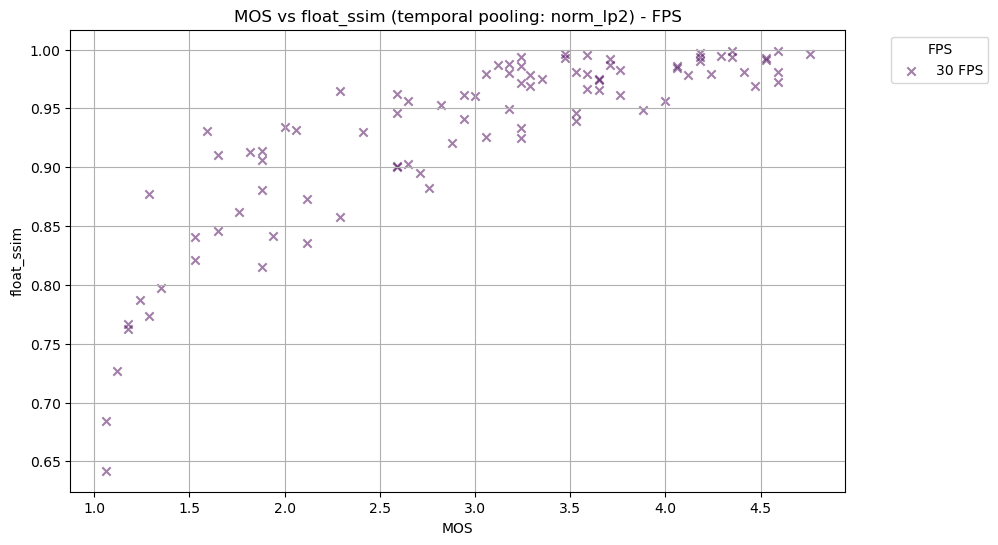 MOS vs float_ssim (temporal pooling: norm_lp2) - FPS
FPS
30 FPS
float_ssim
1.00
0.95
0.90
0.85
0.80
0.75
0.70
0.65
1.0 1.5 2.0 2.5 3.0 3.5 4.0 4.5
MOS